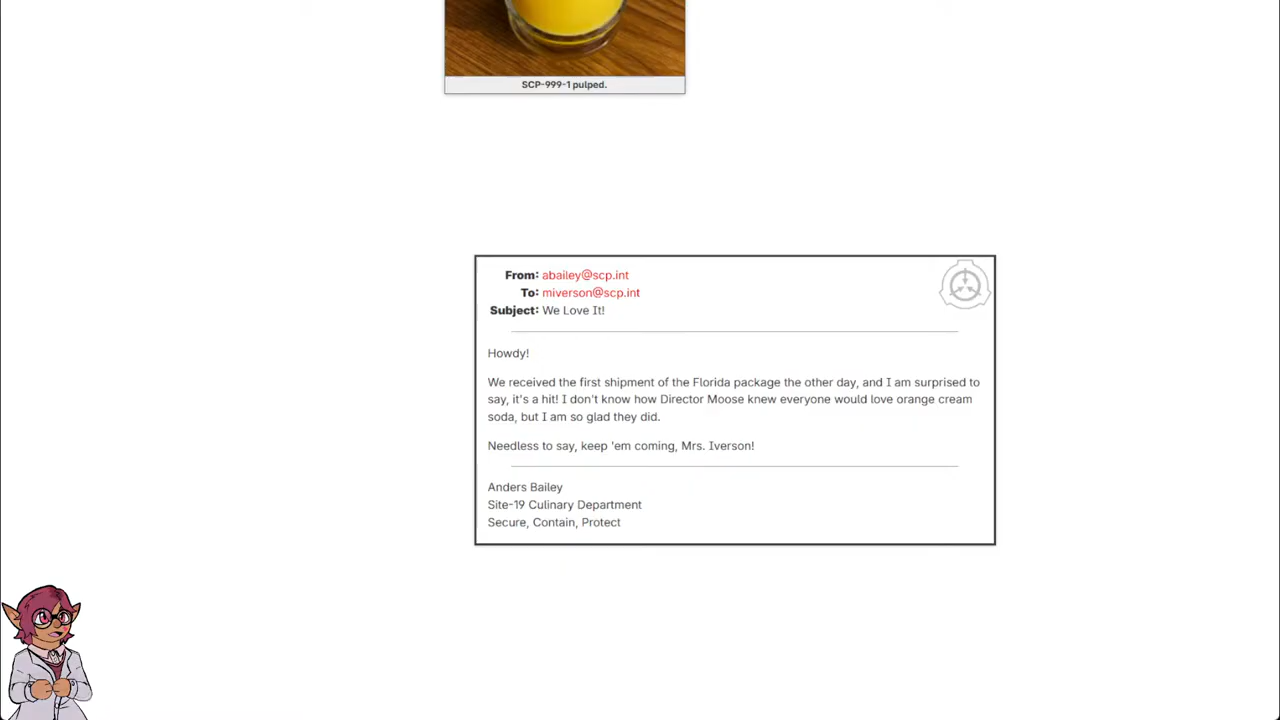 SCP-999-1 pulped.
From: abailey@scp.int
To: miverson@scp.int
Subject: We Love It!
Howdy!
We received the first shipment of the Florida package the other day, and I am surprised to
say, it's a hit! I don't know how Director Moose knew everyone would love orange cream
soda, but I am so glad they did.
Needless to say, keep 'em coming, Mrs. Iverson!
Anders Bailey
Site-19 Culinary Department
Secure, Contain, Protect